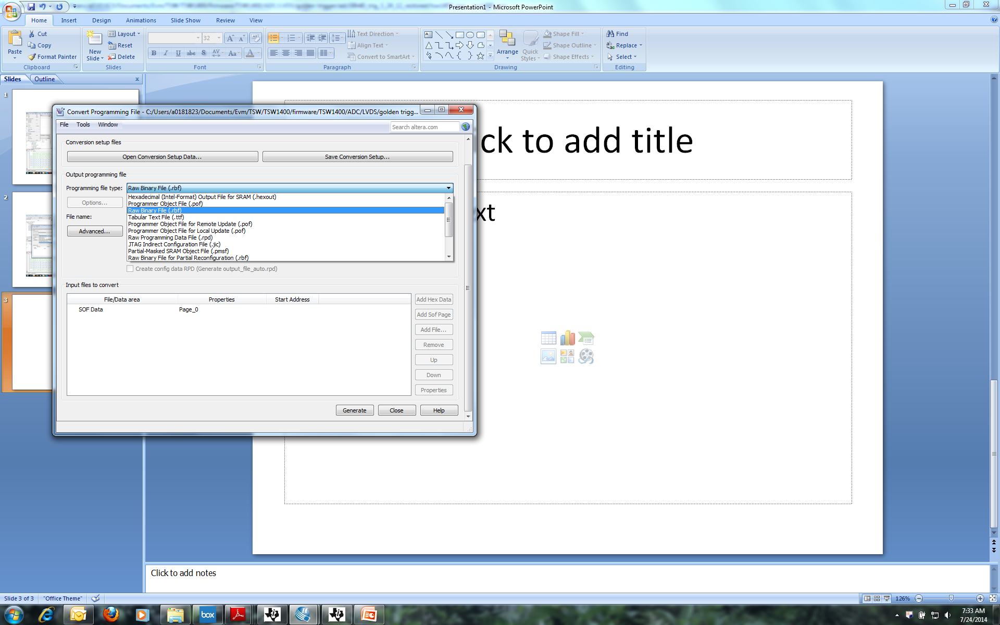 Presentation1 - Microsoft PowerPoint
Home Insert Design Animations Slide Show Review View
Cut Layout 32 Text Direction Shape Fill Find
Copy Reset Align Text Shape Outline Replace
Paste Format Painter New Slide Delete B I U abc S AV Aa A Convert to SmartArt Arrange Quick Styles Shape Effects Select
Clipboard Slides Font Paragraph Drawing Editing
Slides Outline x
1
2
3
Convert Programming File - C:/Users/a0181823/Documents/Evm/TSW/TSW1400/firmware/TSW1400/ADC/LVDS/golden trigg...
File Tools Window Search altera.com
Conversion setup files
Open Conversion Setup Data... Save Conversion Setup...
Output programming file
Programming file type: Raw Binary File (.rbf)
Hexadecimal (Intel-Format) Output File for SRAM (.hexout)
Options... Programmer Object File (.pof)
Raw Binary File (.rbf)
File name: Tabular Text File (.ttf)
Programmer Object File for Remote Update (.pof)
Advanced... Programmer Object File for Local Update (.pof)
Raw Programming Data File (.rpd)
JTAG Indirect Configuration File (.jic)
Partial-Masked SRAM Object File (.pmsf)
Raw Binary File for Partial Reconfiguration (.rbf)
Create config data RPD (Generate output_file_auto.rpd)
Input files to convert
File/Data area Properties Start Address Add Hex Data
SOF Data Page_0 Add Sof Page
Add File...
Remove
Up
Down
Properties
Generate Close Help
ck to add title
xt
Click to add notes
Slide 3 of 3 "Office Theme" 126%
box
7:33 AM
7/24/2014